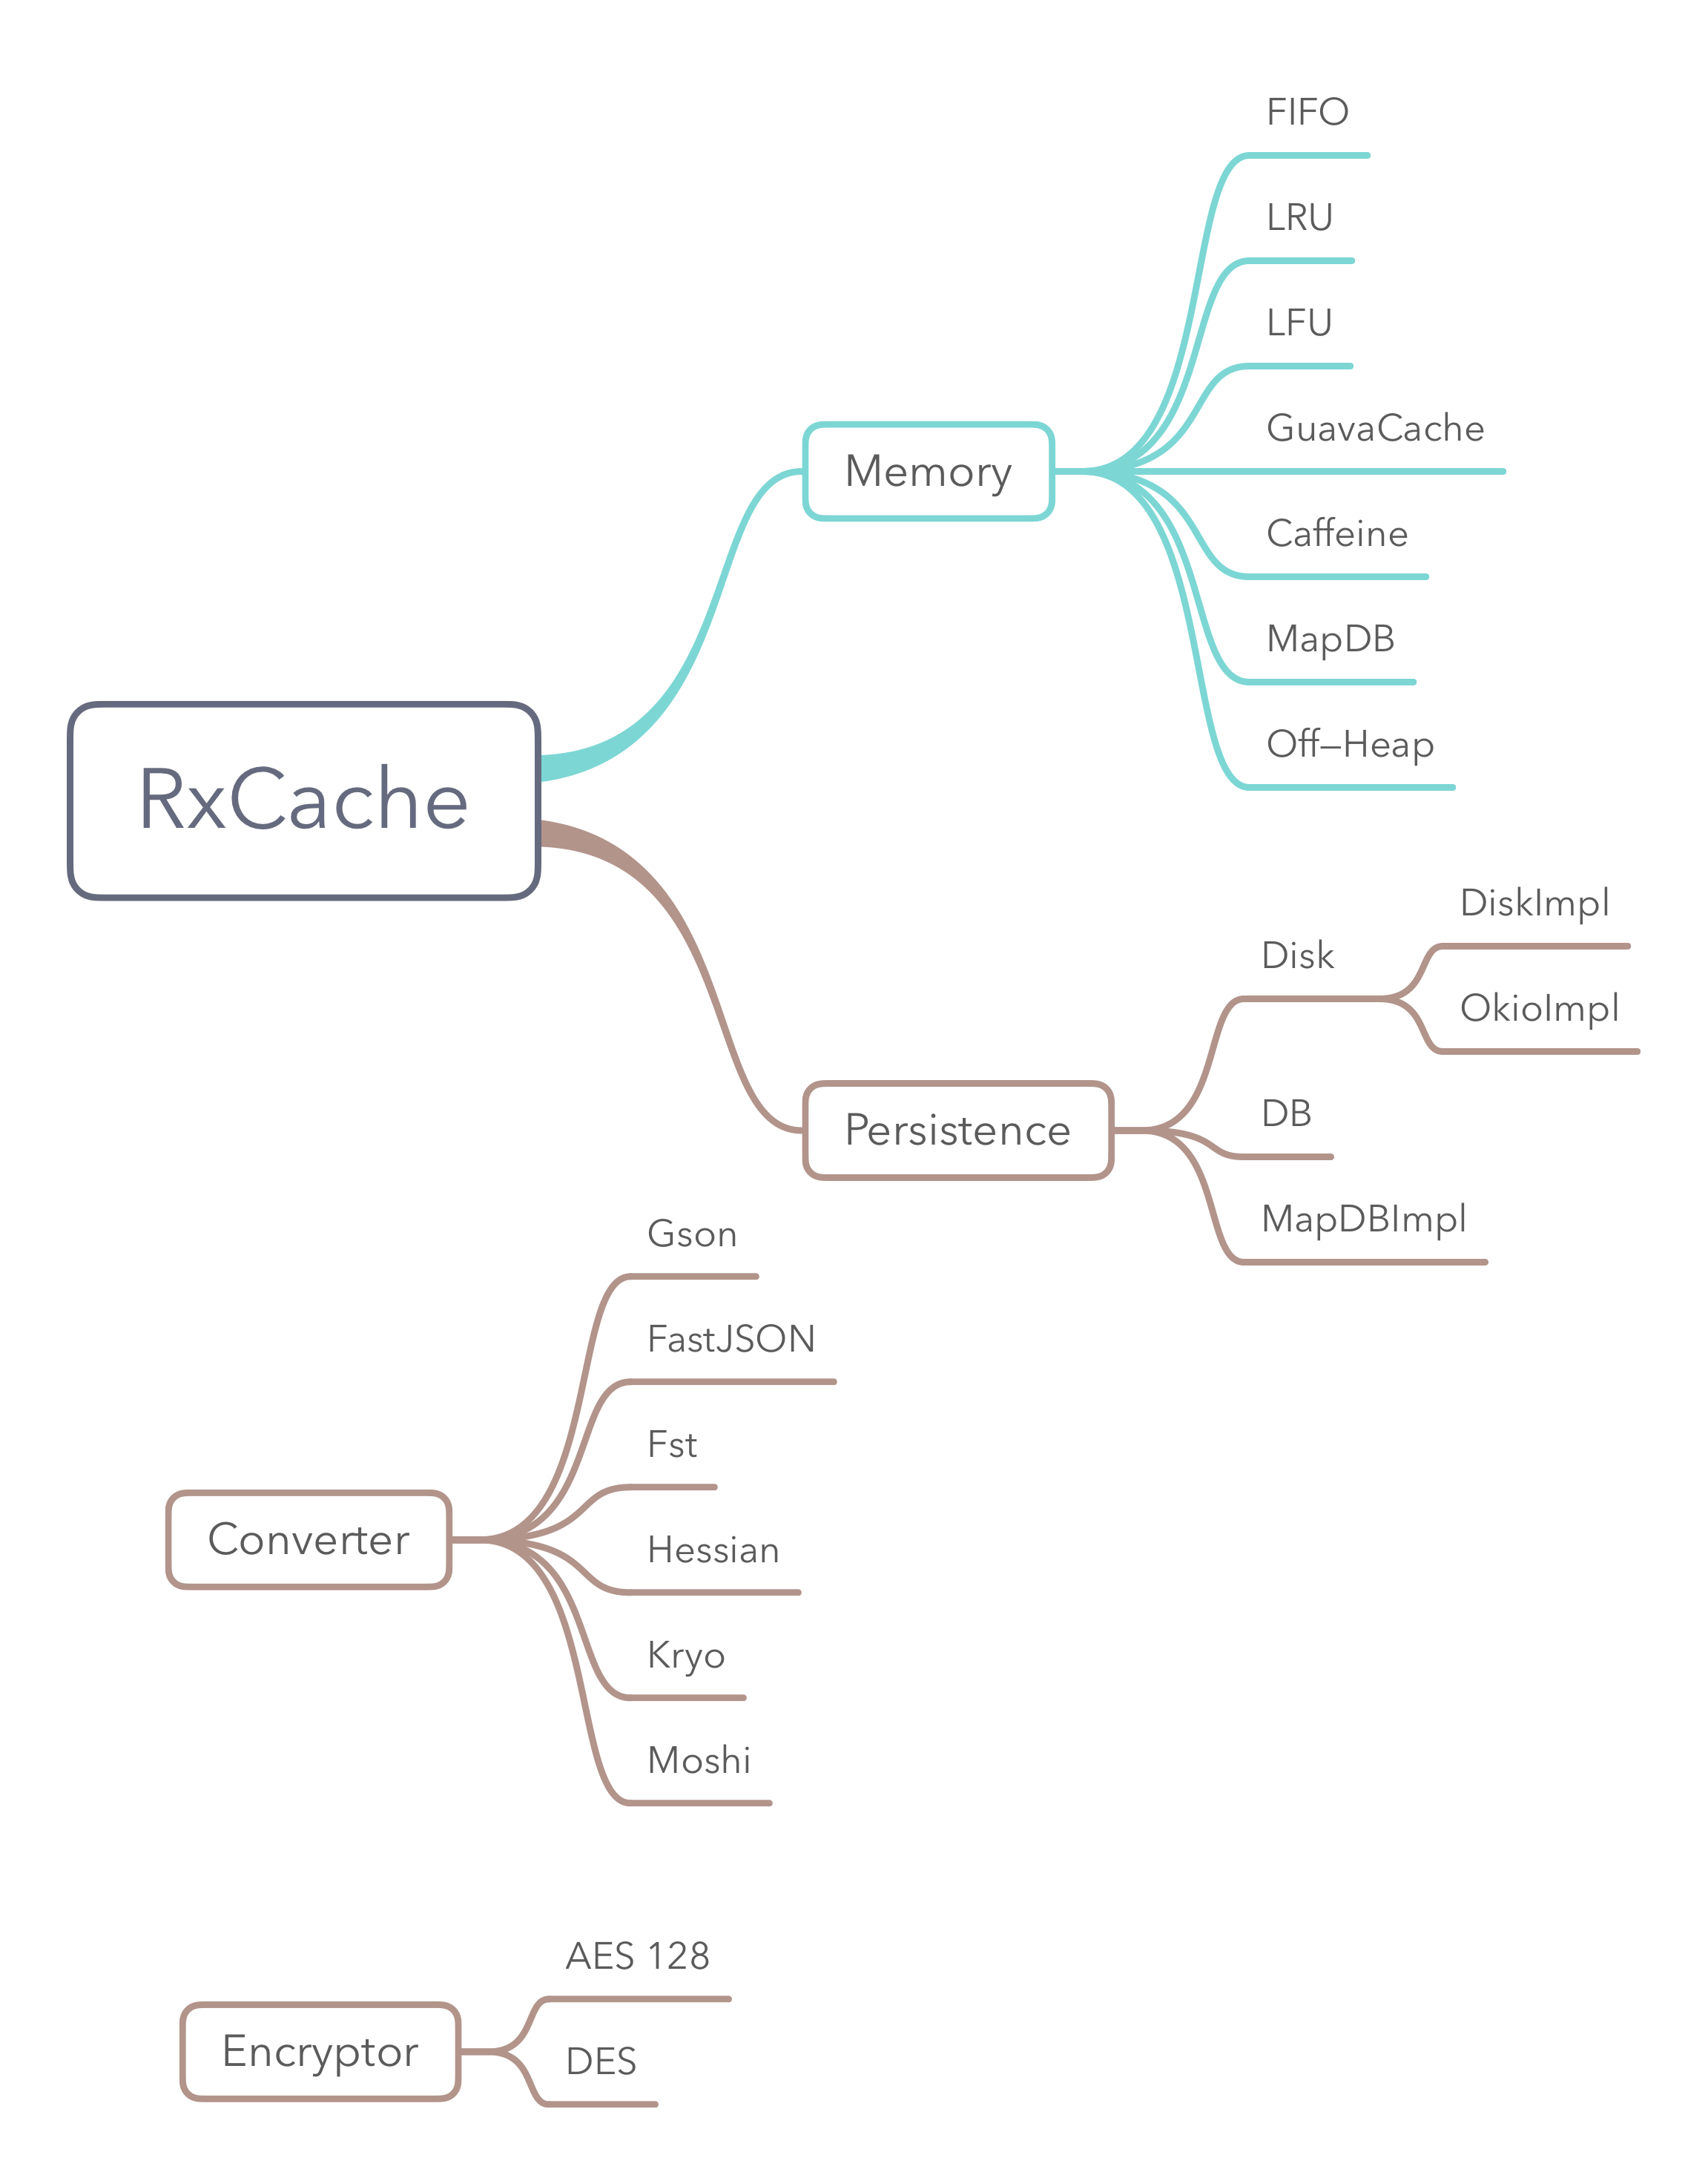 RxCache
Memory
FIFO
LRU
LFU
GuavaCache
Caffeine
MapDB
Off—Heap
Persistence
Disk
DiskImpl
OkioImpl
DB
MapDBImpl
Converter
Gson
FastJSON
Fst
Hessian
Kryo
Moshi
Encryptor
AES 128
DES